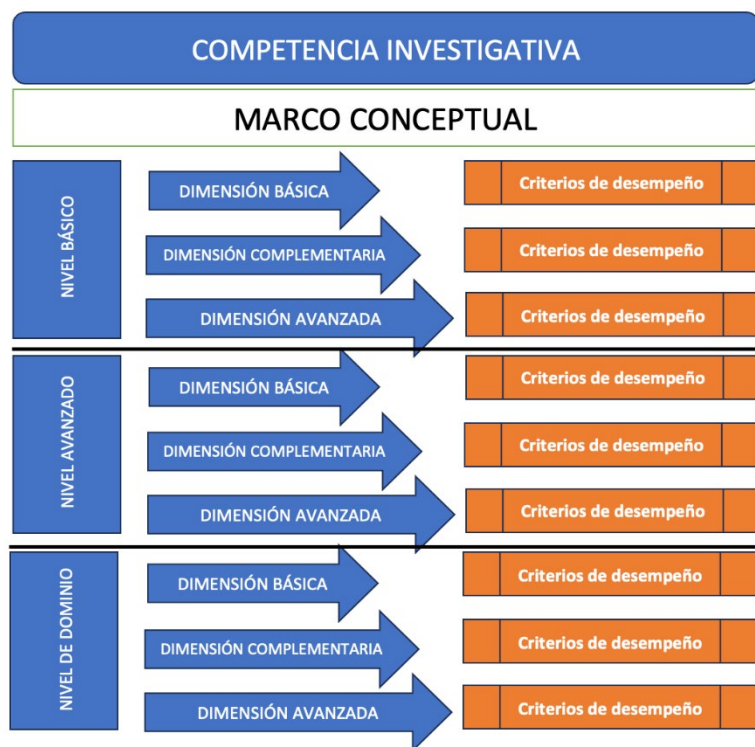 COMPETENCIA INVESTIGATIVA
MARCO CONCEPTUAL
NIVEL BÁSICO
DIMENSIÓN BÁSICA
Criterios de desempeño
DIMENSIÓN COMPLEMENTARIA
Criterios de desempeño
DIMENSIÓN AVANZADA
Criterios de desempeño
NIVEL AVANZADO
DIMENSIÓN BÁSICA
Criterios de desempeño
DIMENSIÓN COMPLEMENTARIA
Criterios de desempeño
DIMENSIÓN AVANZADA
Criterios de desempeño
NIVEL DE DOMINIO
DIMENSIÓN BÁSICA
Criterios de desempeño
DIMENSIÓN COMPLEMENTARIA
Criterios de desempeño
DIMENSIÓN AVANZADA
Criterios de desempeño